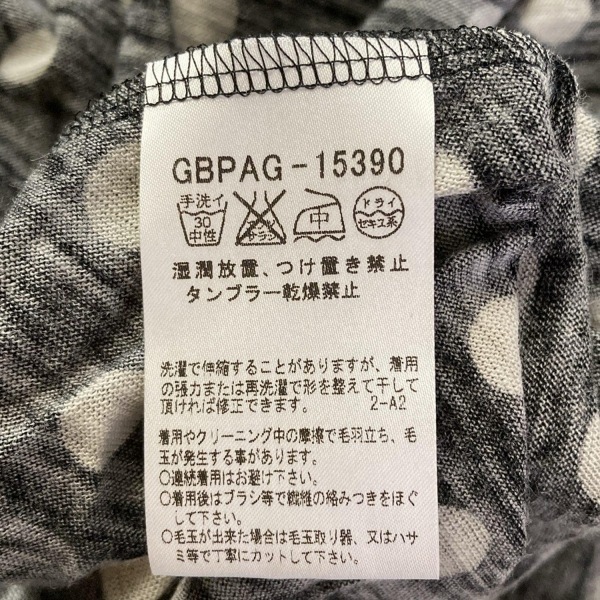 GBPAG-15390
手洗イ
30
中性
エンソ
サラシ
中
ドライ
セキユ系
湿潤放置、つけ置き禁止
タンブラー乾燥禁止
洗濯で伸縮することがありますが、着用
の張力または再洗濯で形を整えて干して
頂ければ修正できます。 2-A2
着用やクリーニング中の摩擦で毛羽立ち、毛
玉が発生する事があります。
○連続着用はお避け下さい。
○着用後はブラシ等で繊維の絡みつきをほぐ
して下さい。
○毛玉が出来た場合は毛玉取り器、又はハサ
ミ等で丁寧にカットして下さい。